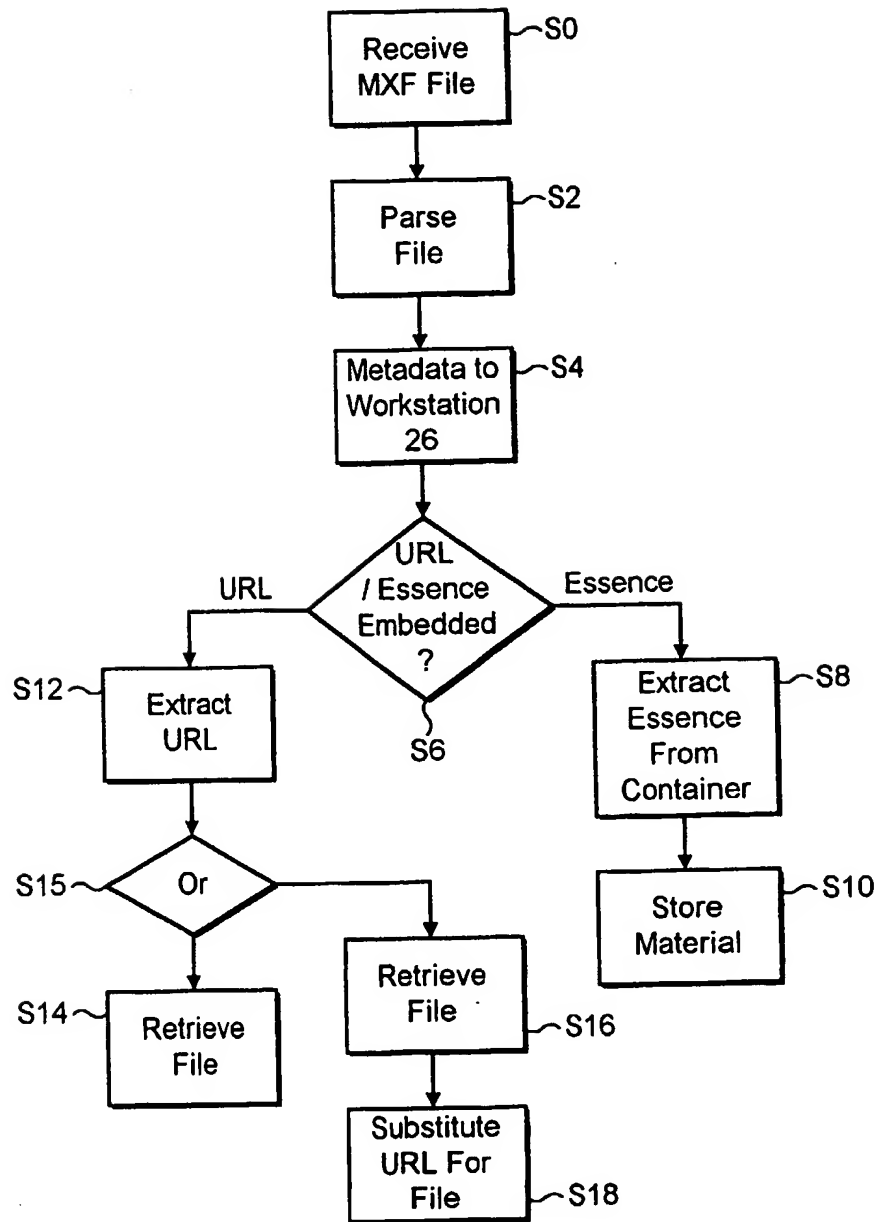 S0
Receive
MXF File
S2
Parse
File
S4
Metadata to
Workstation
26
URL
/ Essence
Embedded
?
URL
Essence
S6
S12
Extract
URL
S8
Extract
Essence
From
Container
S15
Or
S10
Store
Material
S14
Retrieve
File
Retrieve
File
S16
Substitute
URL For
File
S18